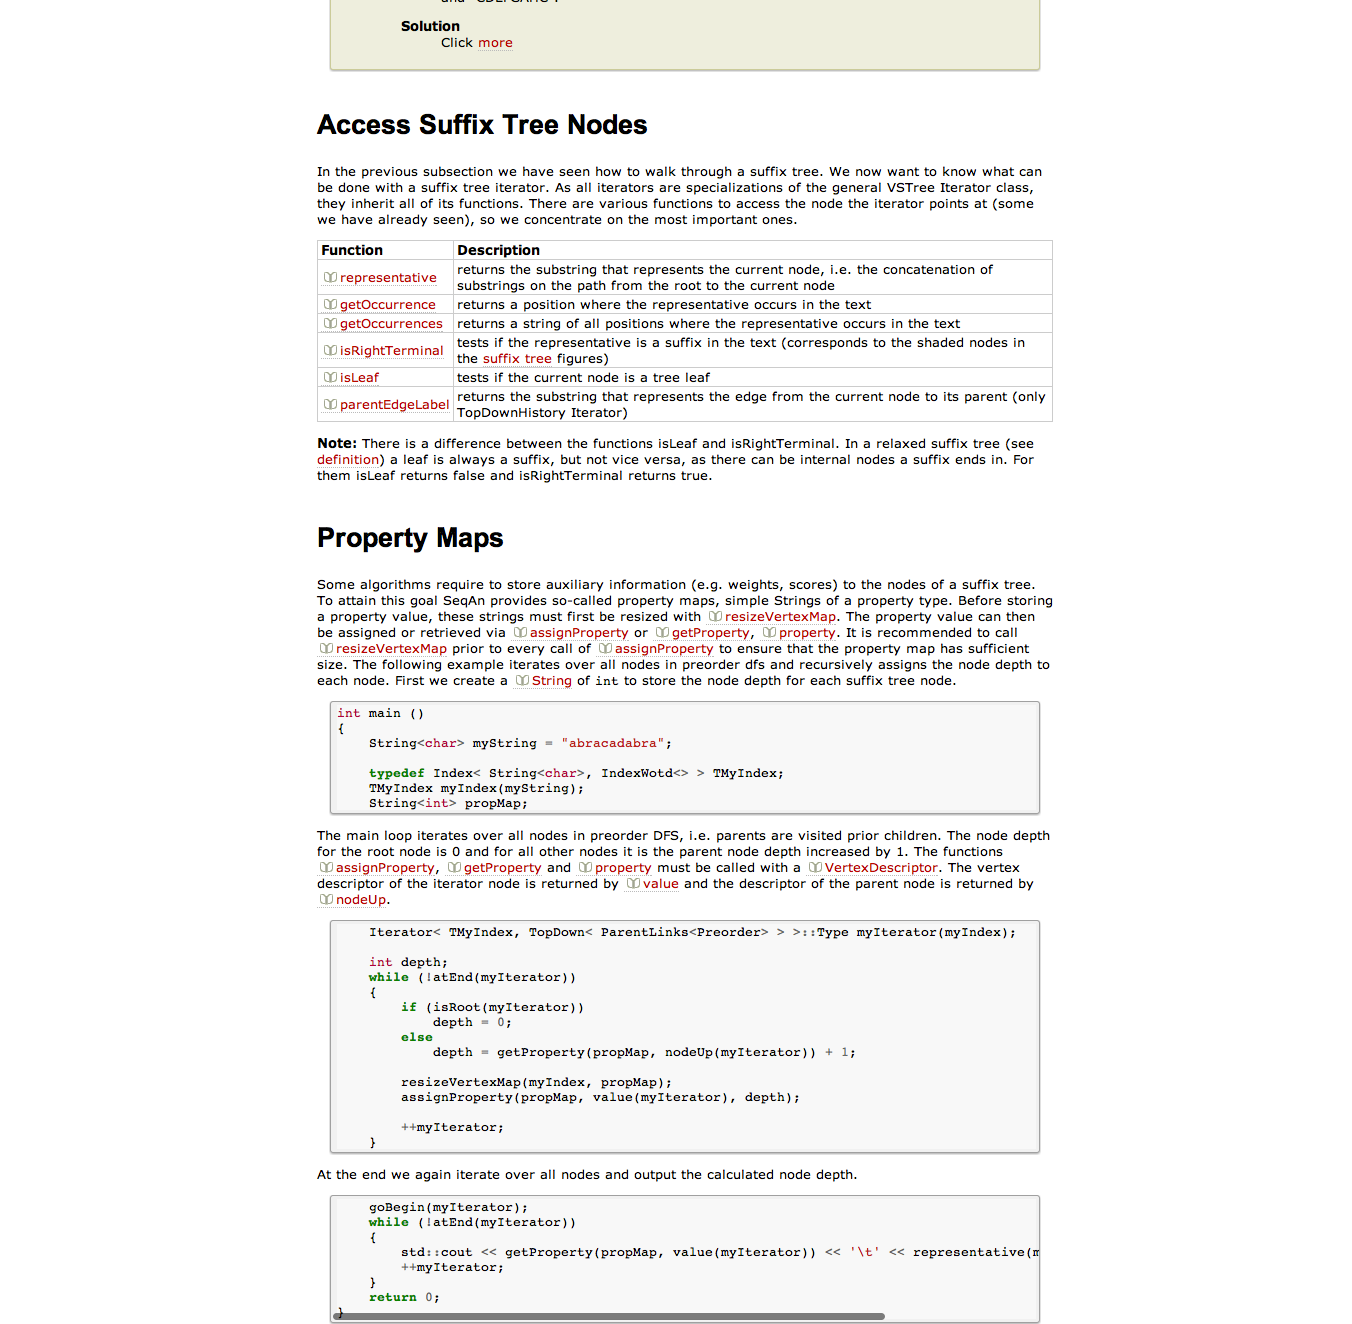 Solution
Click more
Access Suffix Tree Nodes
In the previous subsection we have seen how to walk through a suffix tree. We now want to know what can
be done with a suffix tree iterator. As all iterators are specializations of the general VSTree Iterator class,
they inherit all of its functions. There are various functions to access the node the iterator points at (some
we have already seen), so we concentrate on the most important ones.
Function Description
representative returns the substring that represents the current node, i.e. the concatenation of
substrings on the path from the root to the current node
getOccurrence returns a position where the representative occurs in the text
getOccurrences returns a string of all positions where the representative occurs in the text
isRightTerminal tests if the representative is a suffix in the text (corresponds to the shaded nodes in
the suffix tree figures)
isLeaf tests if the current node is a tree leaf
parentEdgeLabel returns the substring that represents the edge from the current node to its parent (only
TopDownHistory Iterator)
Note: There is a difference between the functions isLeaf and isRightTerminal. In a relaxed suffix tree (see
definition) a leaf is always a suffix, but not vice versa, as there can be internal nodes a suffix ends in. For
them isLeaf returns false and isRightTerminal returns true.
Property Maps
Some algorithms require to store auxiliary information (e.g. weights, scores) to the nodes of a suffix tree.
To attain this goal SeqAn provides so-called property maps, simple Strings of a property type. Before storing
a property value, these strings must first be resized with resizeVertexMap. The property value can then
be assigned or retrieved via assignProperty or getProperty, property. It is recommended to call
resizeVertexMap prior to every call of assignProperty to ensure that the property map has sufficient
size. The following example iterates over all nodes in preorder dfs and recursively assigns the node depth to
each node. First we create a String of int to store the node depth for each suffix tree node.
int main ()
{
String<char> myString = "abracadabra";
typedef Index< String<char>, IndexWotd<> > TMyIndex;
TMyIndex myIndex(myString);
String<int> propMap;
The main loop iterates over all nodes in preorder DFS, i.e. parents are visited prior children. The node depth
for the root node is 0 and for all other nodes it is the parent node depth increased by 1. The functions
assignProperty, getProperty and property must be called with a VertexDescriptor. The vertex
descriptor of the iterator node is returned by value and the descriptor of the parent node is returned by
nodeUp.
Iterator< TMyIndex, TopDown< ParentLinks<Preorder> > >::Type myIterator(myIndex);
int depth;
while (!atEnd(myIterator))
{
if (isRoot(myIterator))
depth = 0;
else
depth = getProperty(propMap, nodeUp(myIterator)) + 1;
resizeVertexMap(myIndex, propMap);
assignProperty(propMap, value(myIterator), depth);
++myIterator;
}
At the end we again iterate over all nodes and output the calculated node depth.
goBegin(myIterator);
while (!atEnd(myIterator))
{
std::cout << getProperty(propMap, value(myIterator)) << '\t' << representative(m
++myIterator;
}
return 0;
}